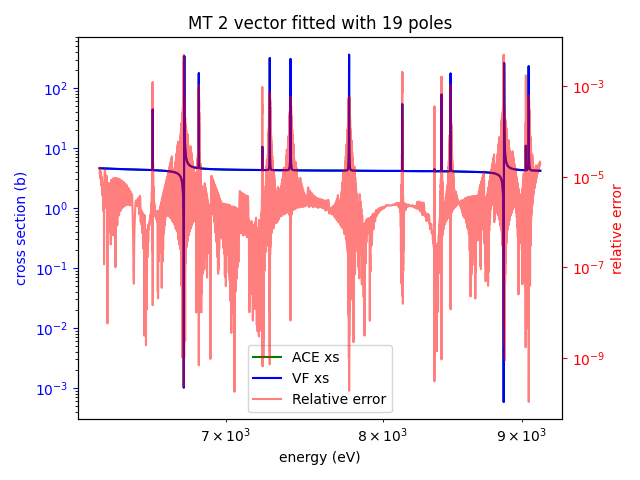 MT 2 vector fitted with 19 poles
10²
10¹
10⁰
10⁻¹
10⁻²
10⁻³
cross section (b)
10⁻³
10⁻⁵
10⁻⁷
10⁻⁹
relative error
ACE xs
VF xs
Relative error
7 × 10³
8 × 10³
9 × 10³
energy (eV)